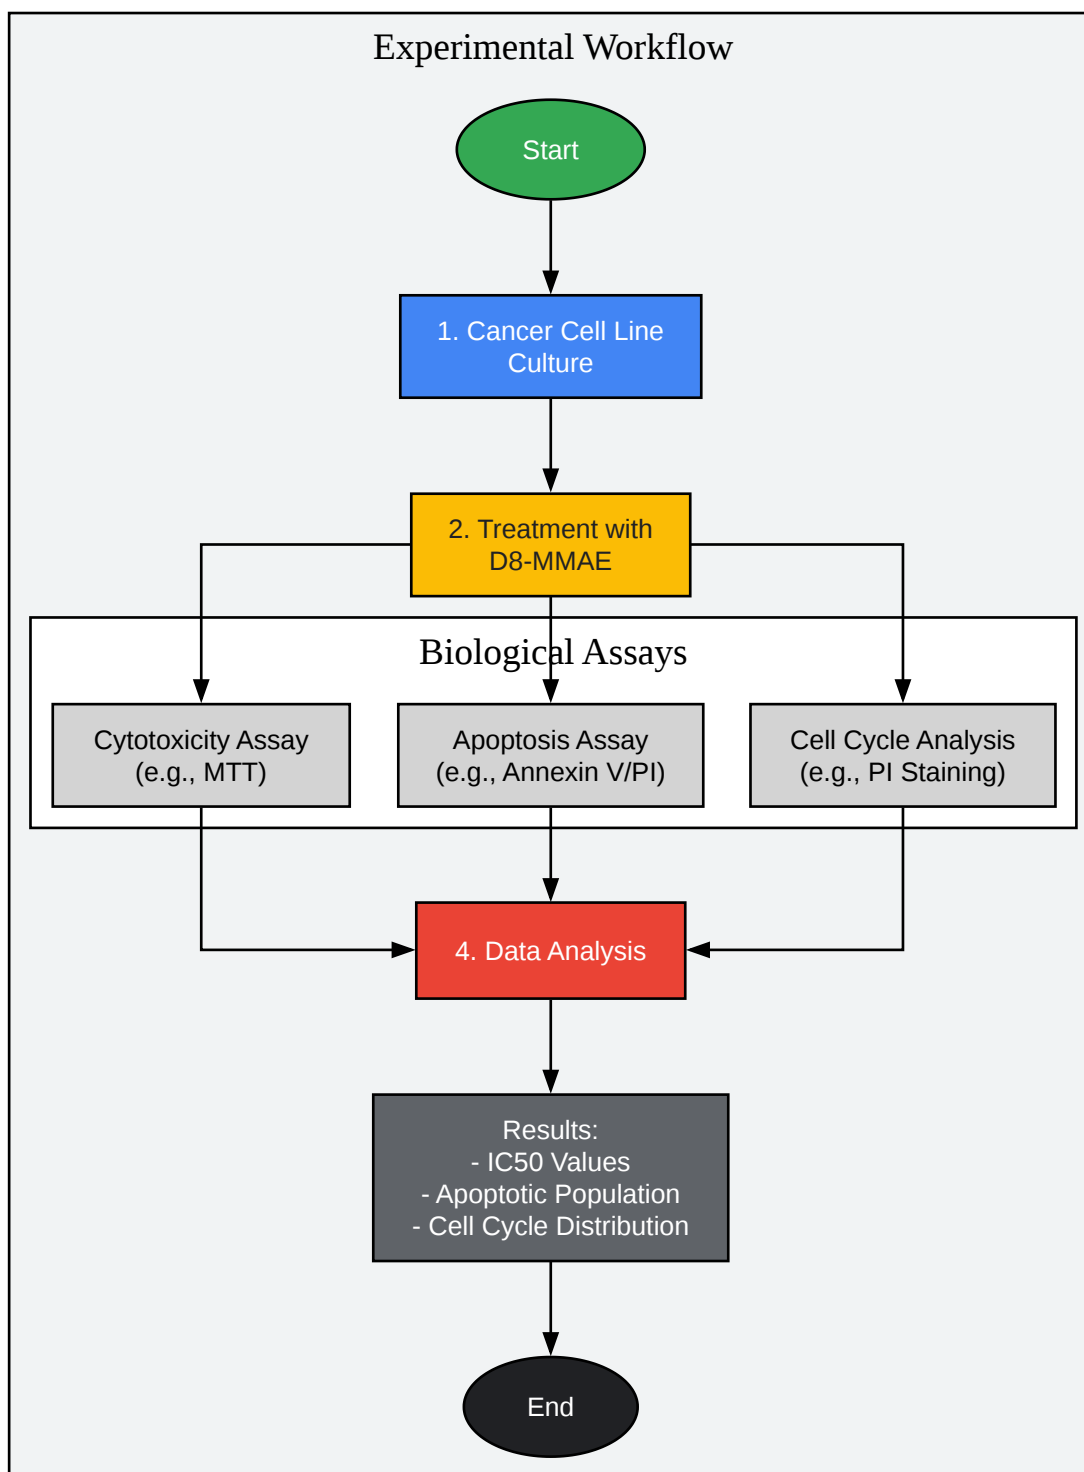 Experimental Workflow
Start
1. Cancer Cell Line
Culture
2. Treatment with
D8-MMAE
Biological Assays
Cytotoxicity Assay
(e.g., MTT)
Apoptosis Assay
(e.g., Annexin V/PI)
Cell Cycle Analysis
(e.g., PI Staining)
4. Data Analysis
Results:
- IC50 Values
- Apoptotic Population
- Cell Cycle Distribution
End